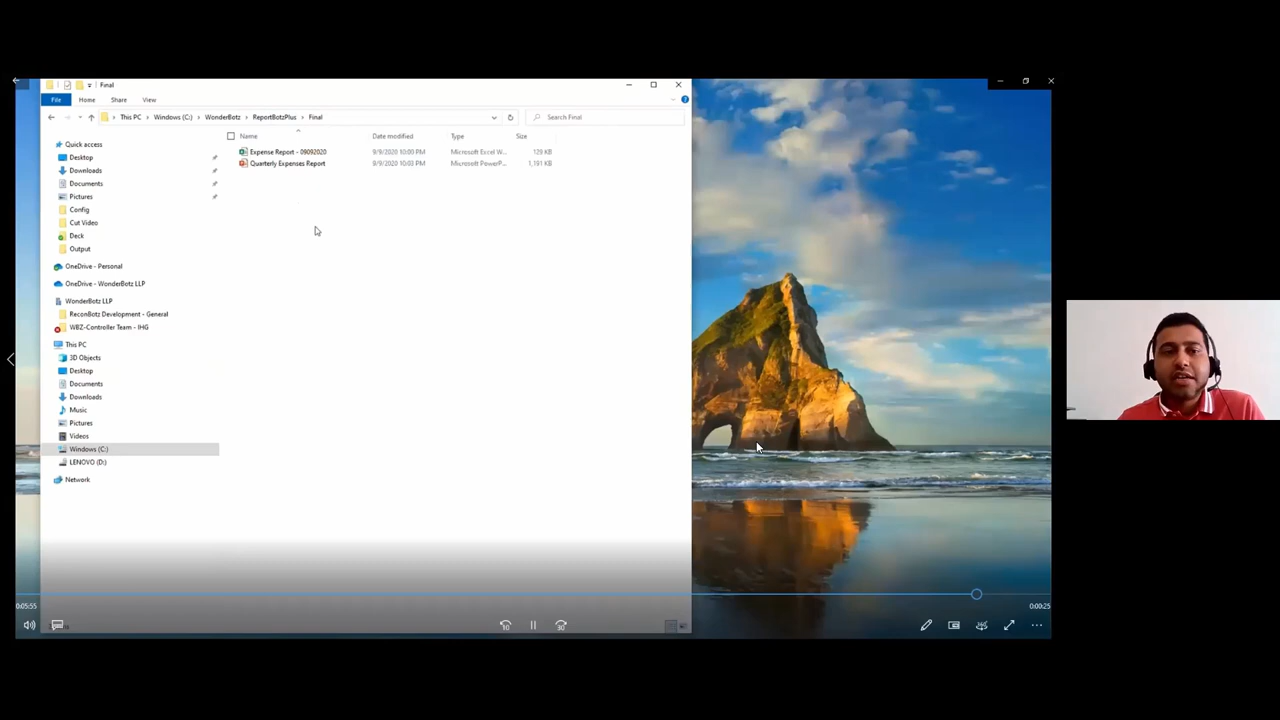 Final
File Home Share View
This PC > Windows (C:) > WonderBotz > ReportBotzPlus > Final
Search Final
Name Date modified Type Size
Expense Report - 09092020 9/9/2020 10:03 PM Microsoft Excel W... 129 KB
Quarterly Expenses Report 9/9/2020 10:03 PM Microsoft PowerP... 1,191 KB
Quick access
Desktop
Downloads
Documents
Pictures
Config
Cut Video
Deck
Output
OneDrive - Personal
OneDrive - WonderBotz LLP
WonderBotz LLP
ReconBotz Development - General
WBZ-Controller Team - IHG
This PC
3D Objects
Desktop
Documents
Downloads
Music
Pictures
Videos
Windows (C:)
LENOVO (D:)
Network
0:05:55
0:00:25
10
30